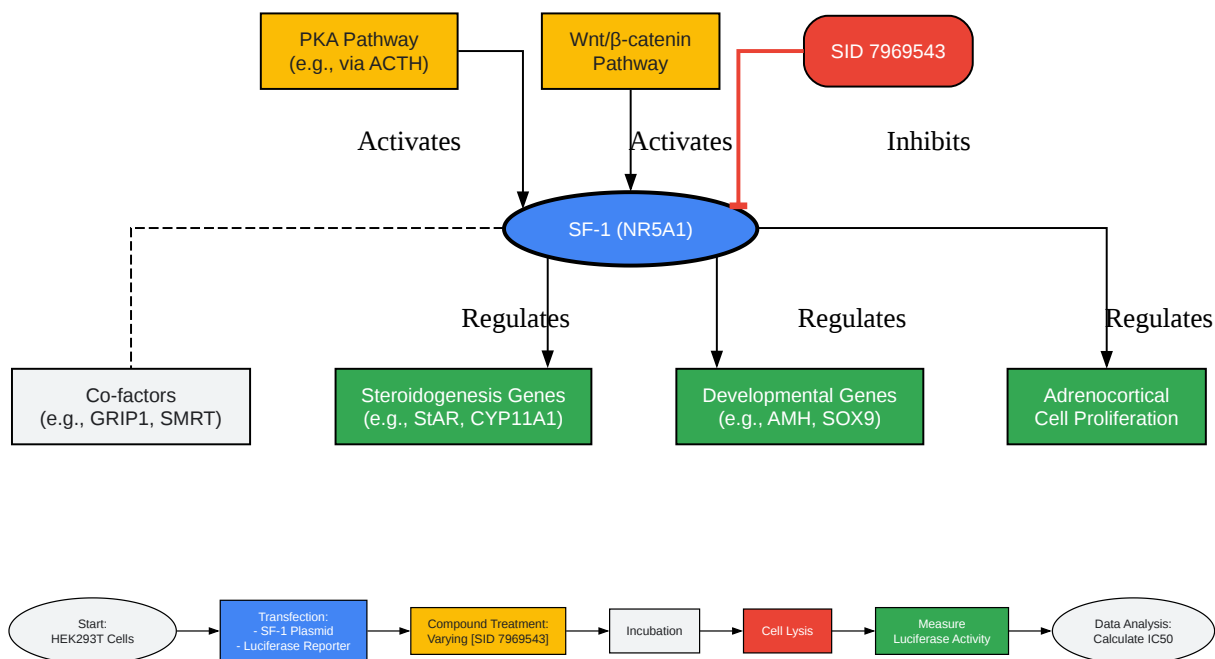 PKA Pathway
(e.g., via ACTH)
Wnt/β-catenin
Pathway
SID 7969543
Activates
Activates
Inhibits
SF-1 (NR5A1)
Regulates
Regulates
Regulates
Co-factors
(e.g., GRIP1, SMRT)
Steroidogenesis Genes
(e.g., StAR, CYP11A1)
Developmental Genes
(e.g., AMH, SOX9)
Adrenocortical
Cell Proliferation
Start:
HEK293T Cells
Transfection:
- SF-1 Plasmid
- Luciferase Reporter
Compound Treatment:
Varying [SID 7969543]
Incubation
Cell Lysis
Measure
Luciferase Activity
Data Analysis:
Calculate IC50